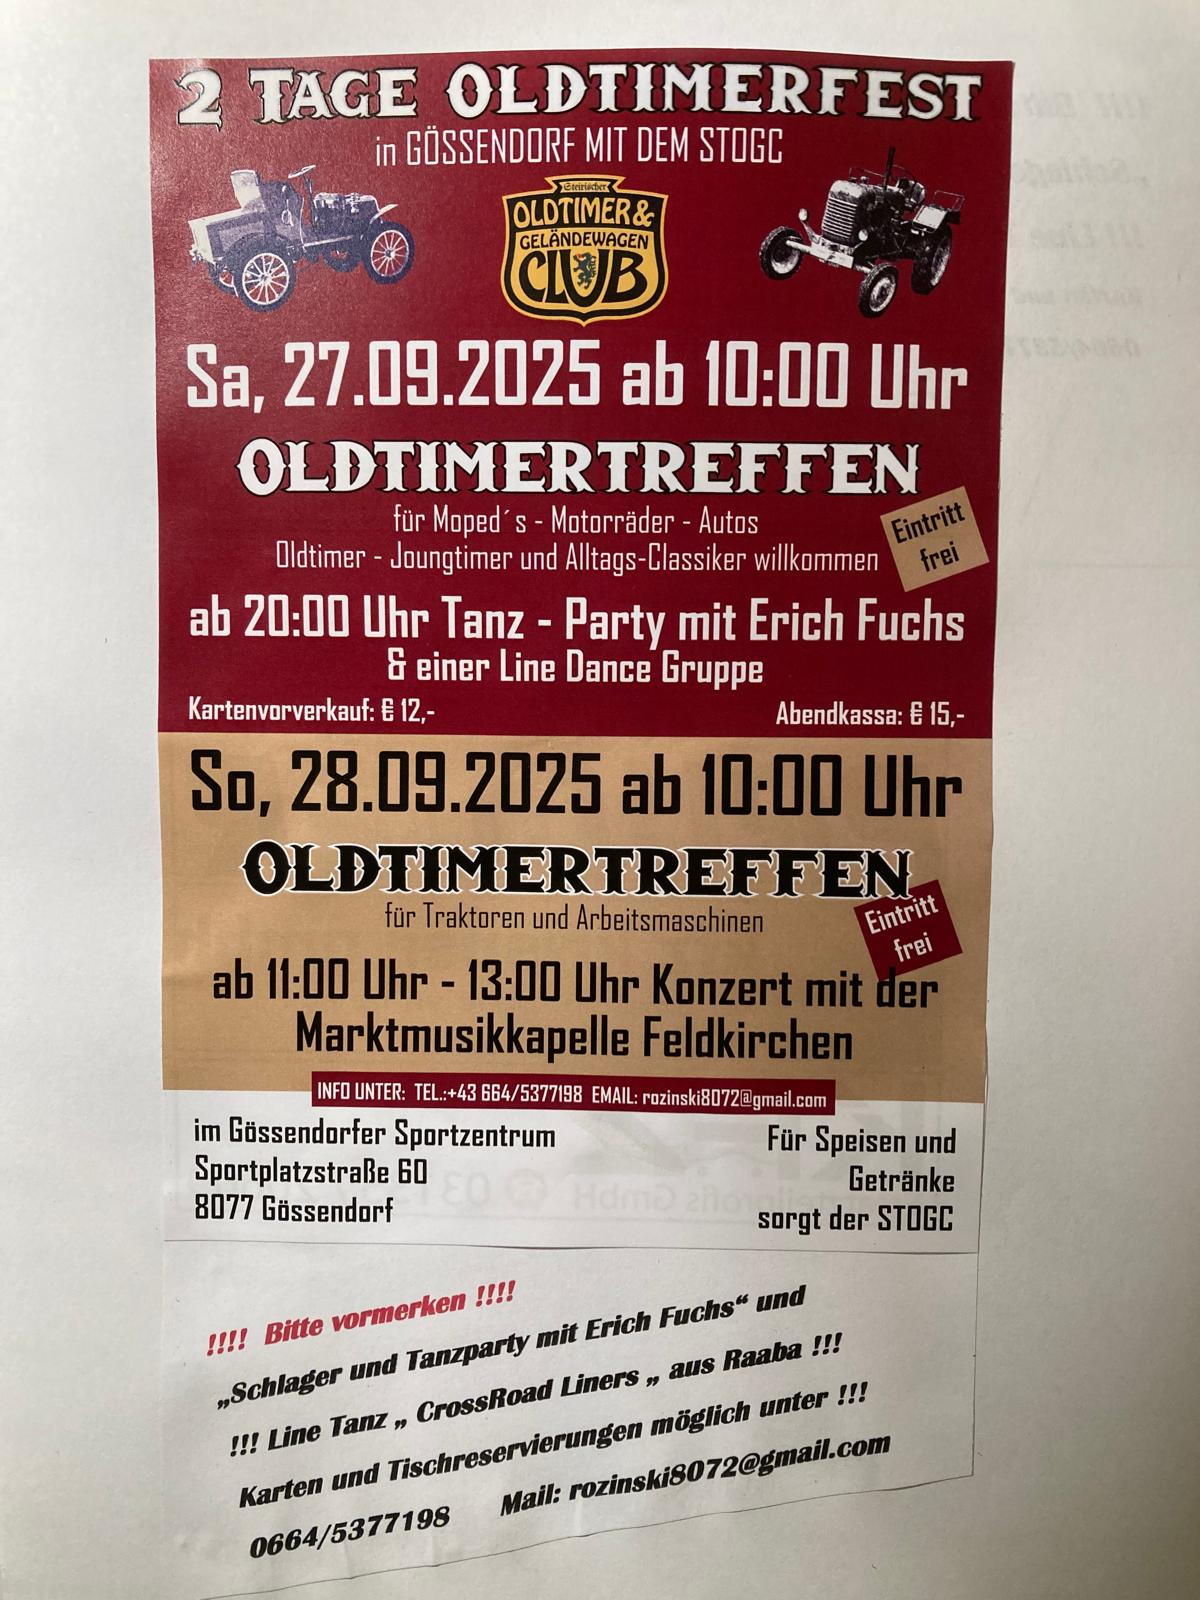 2 TAGE OLDTIMERFEST
in GÖSSENDORF MIT DEM STOGC
Steirischer
OLDTIMER &
GELÄNDEWAGEN
CLUB
Sa, 27.09.2025 ab 10:00 Uhr
OLDTIMERTREFFEN
für Moped´s - Motorräder - Autos
Oldtimer - Joungtimer und Alltags-Classiker willkommen
Eintritt
frei
ab 20:00 Uhr Tanz - Party mit Erich Fuchs
& einer Line Dance Gruppe
Kartenvorverkauf: € 12,-
Abendkassa: € 15,-
So, 28.09.2025 ab 10:00 Uhr
OLDTIMERTREFFEN
für Traktoren und Arbeitsmaschinen
Eintritt
frei
ab 11:00 Uhr - 13:00 Uhr Konzert mit der
Marktmusikkapelle Feldkirchen
INFO UNTER: TEL.:+43 664/5377198 EMAIL: rozinski8072@gmail.com
im Gössendorfer Sportzentrum
Sportplatzstraße 60
8077 Gössendorf
Für Speisen und
Getränke
sorgt der STOGC
!!!! Bitte vormerken !!!!
„Schlager und Tanzparty mit Erich Fuchs“ und
!!! Line Tanz „ CrossRoad Liners „ aus Raaba !!!
Karten und Tischreservierungen möglich unter !!!
0664/5377198 Mail: rozinski8072@gmail.com